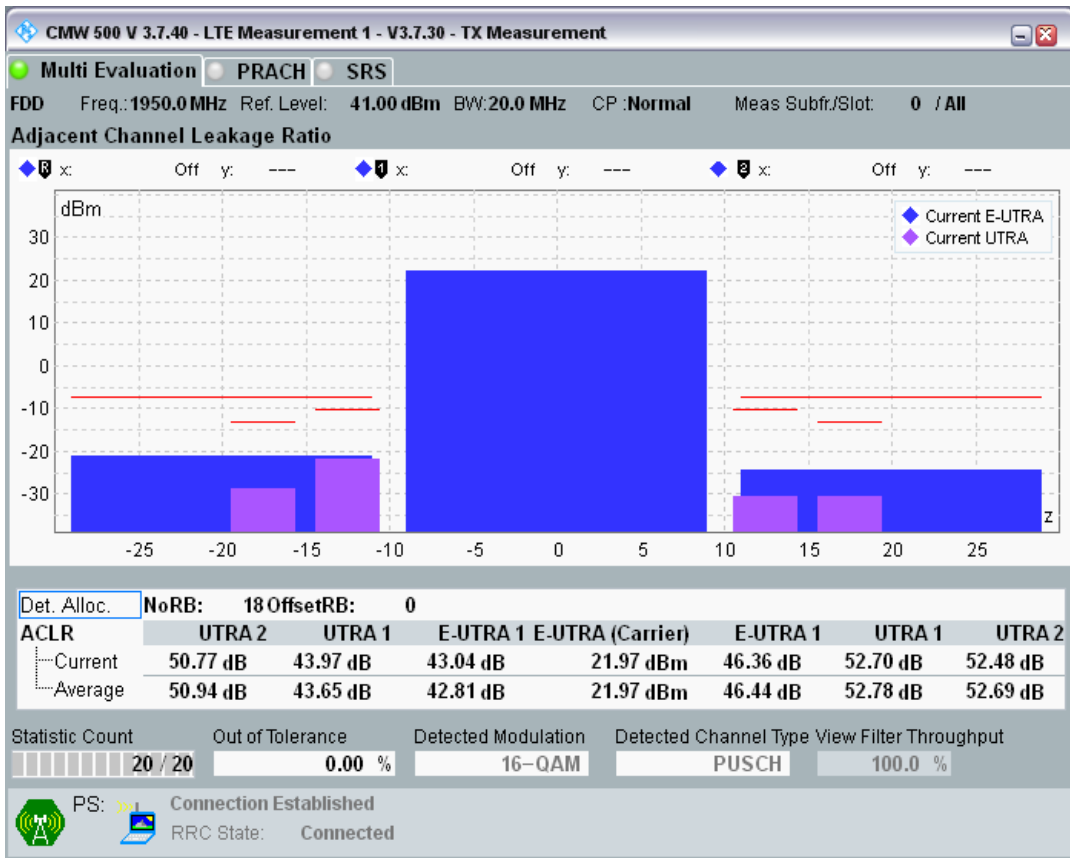 CMW 500 V 3.7.40 - LTE Measurement 1 - V3.7.30 - TX Measurement
Multi Evaluation PRACH SRS
FDD Freq.:1950.0 MHz Ref. Level: 41.00 dBm BW:20.0 MHz CP :Normal Meas Subfr./Slot: 0 / All
Adjacent Channel Leakage Ratio
R x: Off y: --- 1 x: Off y: --- 2 x: Off y: ---
dBm
Current E-UTRA
Current UTRA
30
20
10
0
-10
-20
-30
z
-25 -20 -15 -10 -5 0 5 10 15 20 25
Det. Alloc. NoRB: 18 OffsetRB: 0
ACLR UTRA 2 UTRA 1 E-UTRA 1 E-UTRA (Carrier) E-UTRA 1 UTRA 1 UTRA 2
Current 50.77 dB 43.97 dB 43.04 dB 21.97 dBm 46.36 dB 52.70 dB 52.48 dB
Average 50.94 dB 43.65 dB 42.81 dB 21.97 dBm 46.44 dB 52.78 dB 52.69 dB
Statistic Count Out of Tolerance Detected Modulation Detected Channel Type View Filter Throughput
20 / 20 0.00 % 16-QAM PUSCH 100.0 %
PS: Connection Established
RRC State: Connected